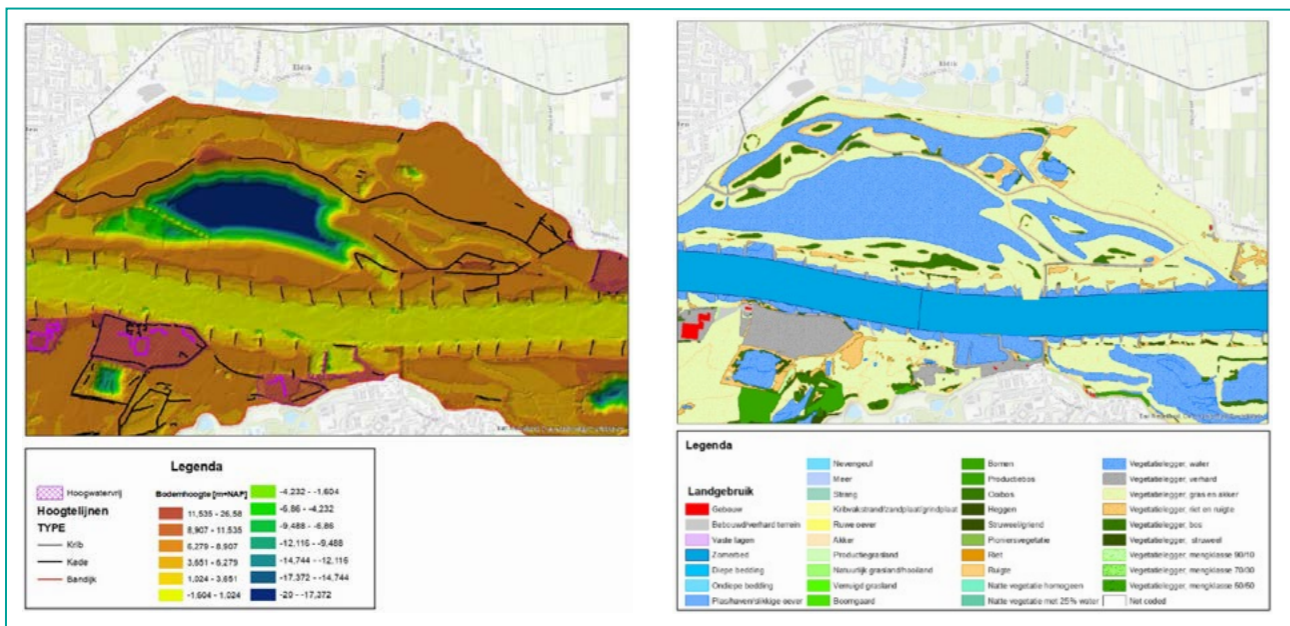 Elden
Legenda
Hoogwatervrij
Hoogtelijnen
TYPE
Krib
Kade
Bandijk
Bodemhoogte [m+NAP]
11,535 - 26,58
8,907 - 11,535
6,279 - 8,907
3,651 - 6,279
1,024 - 3,651
-1,604 - 1,024
-4,232 - -1,604
-6,86 - -4,232
-9,488 - -6,86
-12,116 - -9,488
-14,744 - -12,116
-17,372 - -14,744
-20 - -17,372
Legenda
Landgebruik
Gebouw
Bebouwd/verhard terrein
Vaste lagen
Zomerbed
Diepe bedding
Ondiepe bedding
Plas/haven/slikkige oever
Nevengeul
Meer
Strang
Kribvakstrand/zandplaat/grindplaat
Ruwe oever
Akker
Productiegrasland
Natuurlijk grasland/hooiland
Verruigd grasland
Boomgaard
Bomen
Productiebos
Ooibos
Heggen
Struweel/griend
Pioniersvegetatie
Riet
Ruigte
Natte vegetatie homogeen
Natte vegetatie met 25% water
Vegetatielegger, water
Vegetatielegger, verhard
Vegetatielegger, gras en akker
Vegetatielegger, riet en ruigte
Vegetatielegger, bos
Vegetatielegger, struweel
Vegetatielegger, mengklasse 90/10
Vegetatielegger, mengklasse 70/30
Vegetatielegger, mengklasse 50/50
Not coded